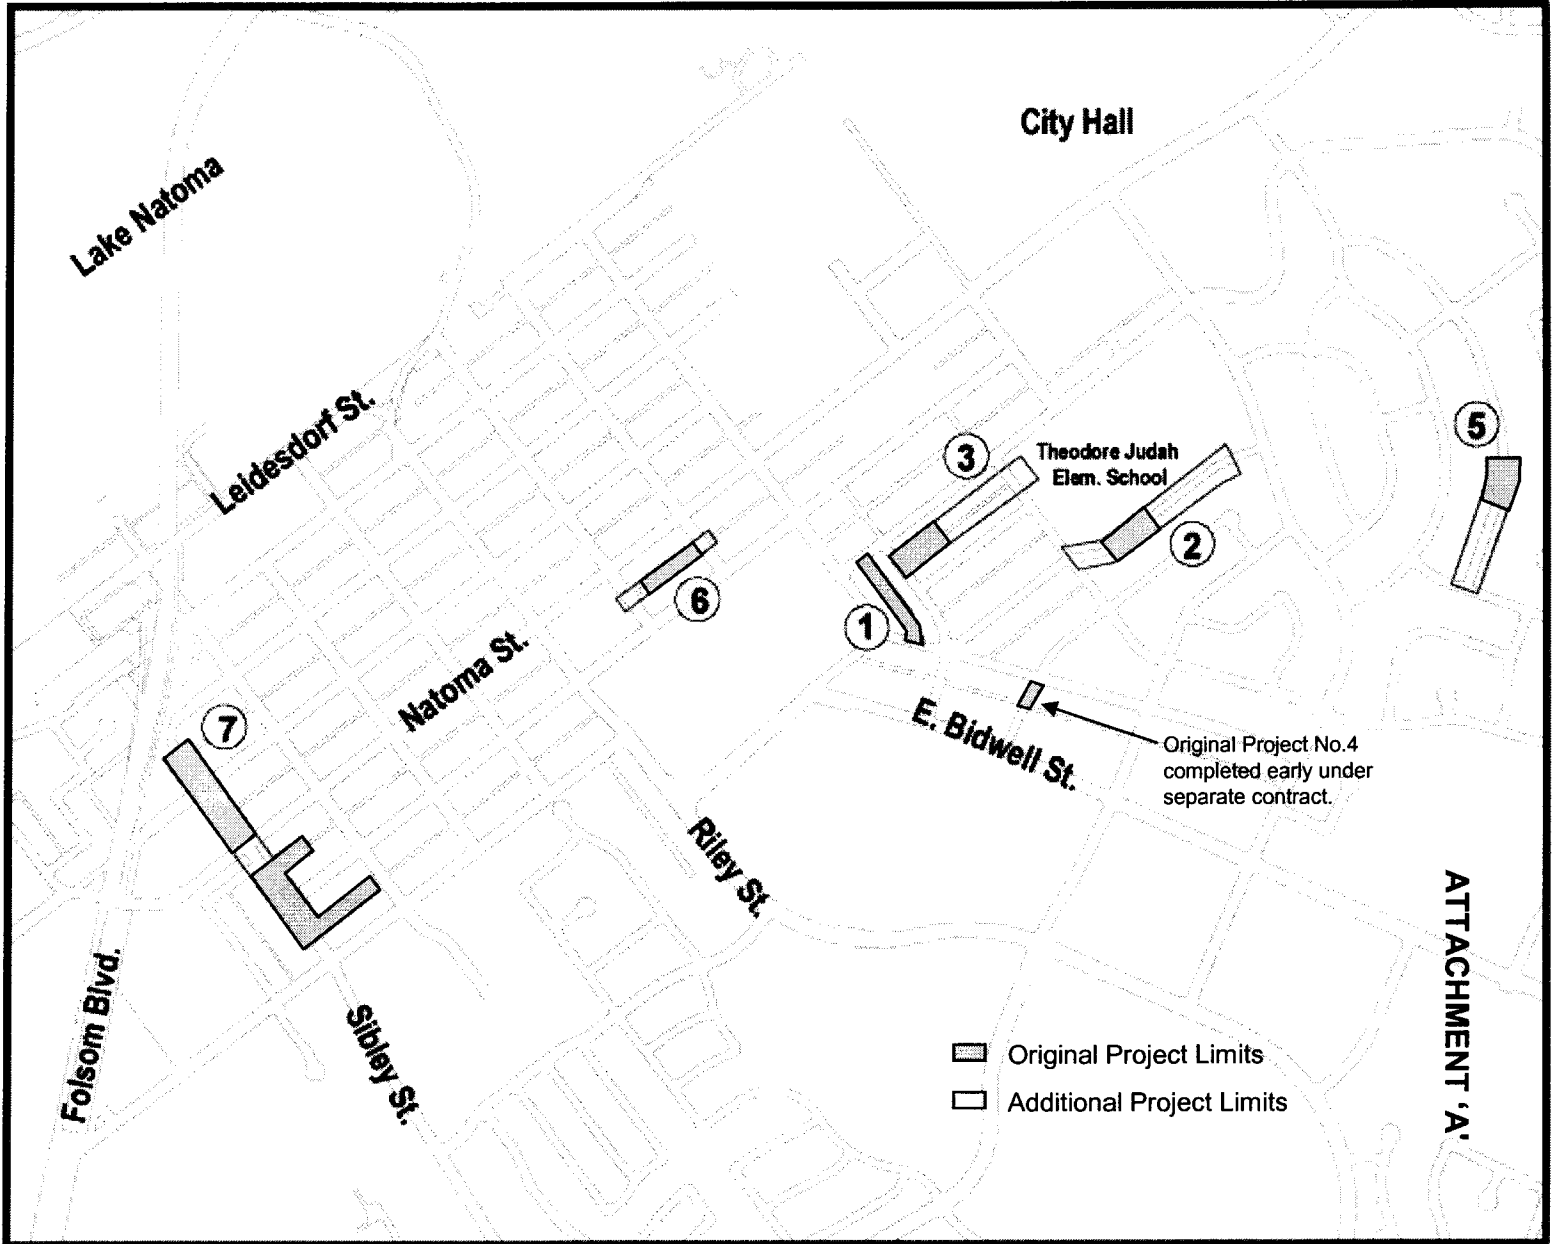 City Hall
Lake Natoma
Leidesdorf St.
3
Theodore Judah
Elem. School
5
2
6
1
Natoma St.
7
E. Bidwell St.
Original Project No.4
completed early under
separate contract.
Riley St.
Folsom Blvd.
Sibley St.
Original Project Limits
Additional Project Limits
ATTACHMENT 'A'